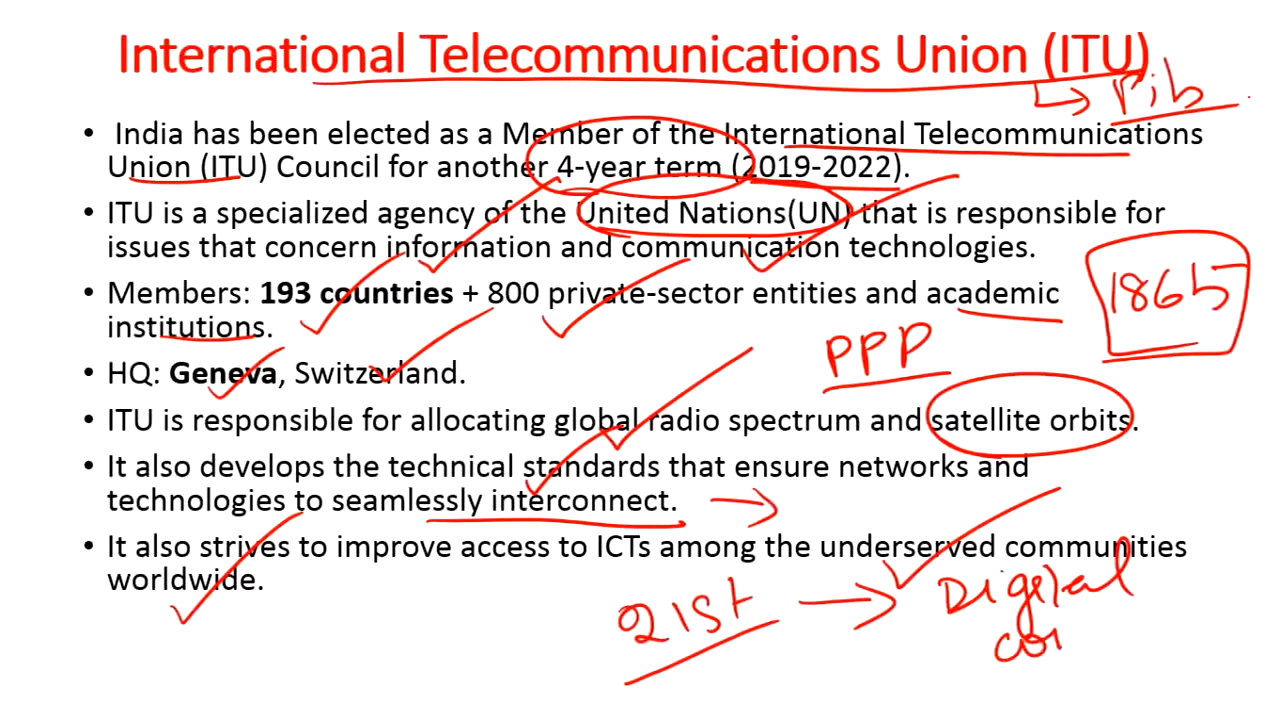 International Telecommunications Union (ITU)
Pib
• India has been elected as a Member of the International Telecommunications
Union (ITU) Council for another 4-year term (2019-2022).
• ITU is a specialized agency of the United Nations(UN) that is responsible for
issues that concern information and communication technologies.
1865
• Members: 193 countries + 800 private-sector entities and academic
institutions.
PPP
• HQ: Geneva, Switzerland.
• ITU is responsible for allocating global radio spectrum and satellite orbits.
• It also develops the technical standards that ensure networks and
technologies to seamlessly interconnect.
• It also strives to improve access to ICTs among the underserved communities
worldwide.
21st → Digital